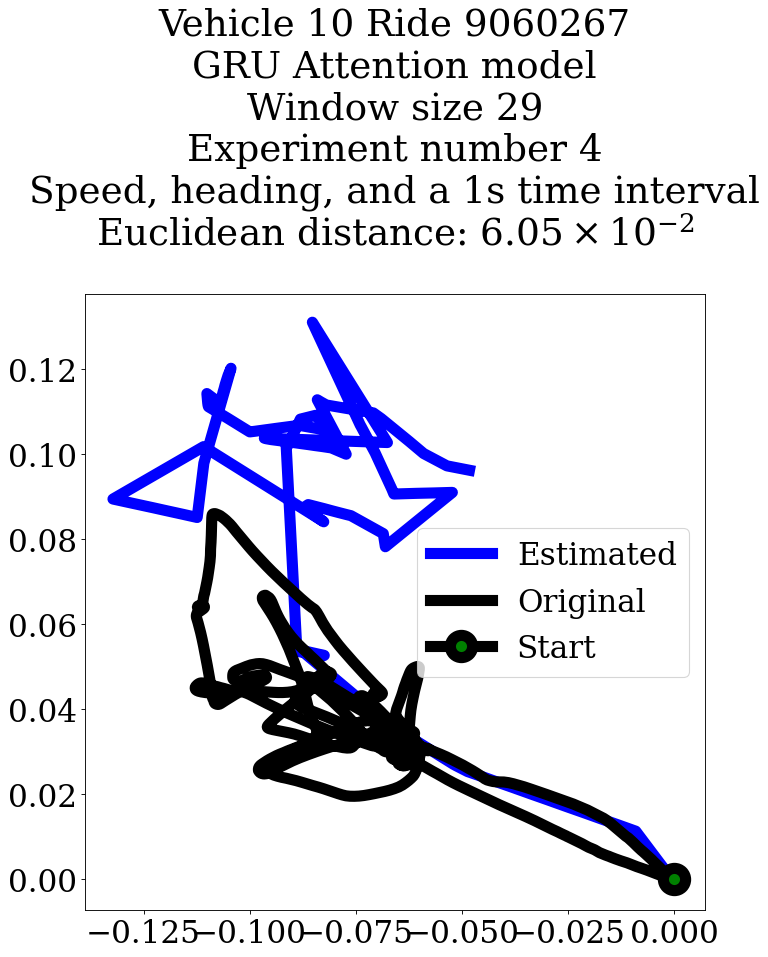 Vehicle 10 Ride 9060267
GRU Attention model
Window size 29
Experiment number 4
Speed, heading, and a 1s time interval
Euclidean distance: 6.05 × 10⁻²
0.12
0.10
0.08
0.06
0.04
0.02
0.00
Estimated
Original
Start
−0.125 −0.100 −0.075 −0.050 −0.025 0.000